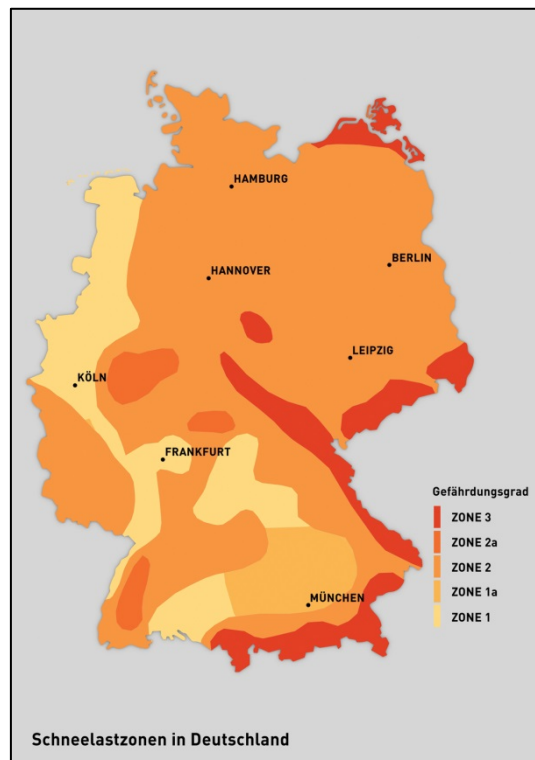 HAMBURG
HANNOVER
BERLIN
LEIPZIG
KÖLN
FRANKFURT
MÜNCHEN
Gefährdungsgrad
ZONE 3
ZONE 2a
ZONE 2
ZONE 1a
ZONE 1
Schneelastzonen in Deutschland